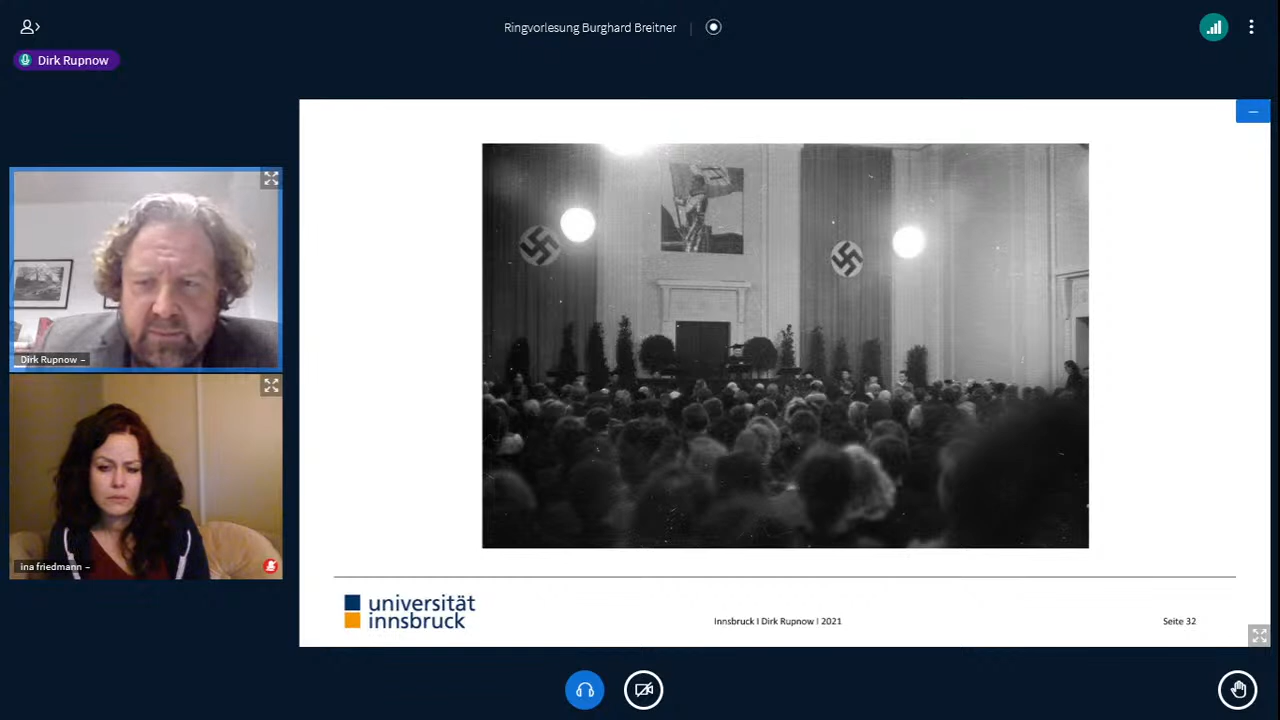 Ringvorlesung Burghard Breitner
Dirk Rupnow
Dirk Rupnow
ina friedmann
universität
innsbruck
Innsbruck I Dirk Rupnow I 2021
Seite 32